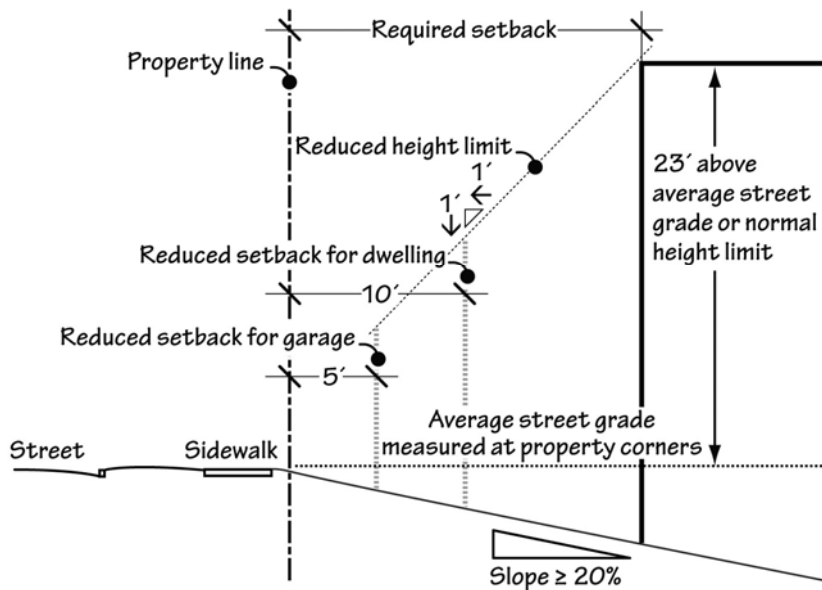 Required setback
Property line
Reduced height limit
1´
1´
23´ above
average street
grade or normal
height limit
Reduced setback for dwelling
10´
Reduced setback for garage
5´
Average street grade
measured at property corners
Street
Sidewalk
Slope ≥ 20%